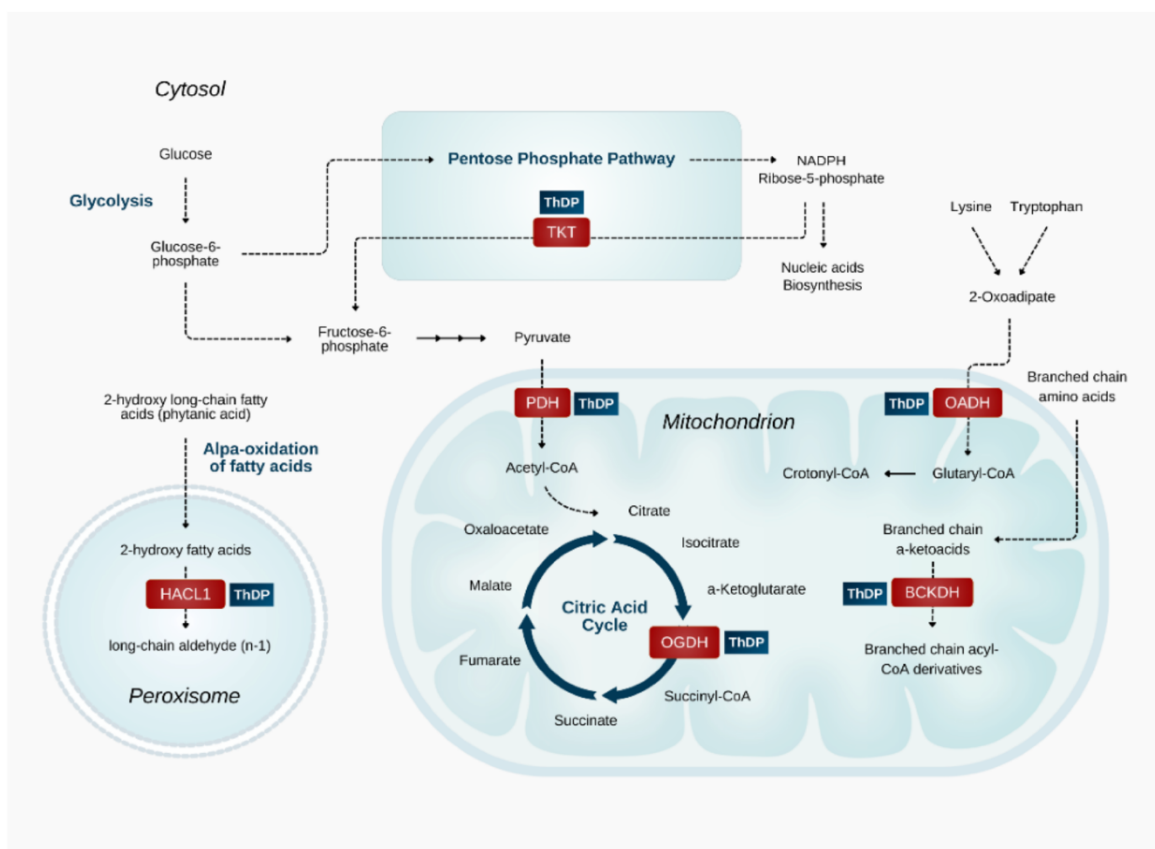 Cytosol
Glucose
Glycolysis
Glucose-6-
phosphate
Pentose Phosphate Pathway
ThDP
TKT
NADPH
Ribose-5-phosphate
Nucleic acids
Biosynthesis
Lysine
Tryptophan
2-Oxoadipate
Fructose-6-
phosphate
Pyruvate
2-hydroxy long-chain fatty
acids (phytanic acid)
Alpa-oxidation
of fatty acids
2-hydroxy fatty acids
HACL1
ThDP
long-chain aldehyde (n-1)
Peroxisome
PDH
ThDP
Mitochondrion
ThDP
OADH
Branched chain
amino acids
Acetyl-CoA
Crotonyl-CoA
Glutaryl-CoA
Citrate
Oxaloacetate
Isocitrate
Malate
a-Ketoglutarate
Citric Acid
Cycle
OGDH
ThDP
Fumarate
Succinyl-CoA
Succinate
Branched chain
a-ketoacids
ThDP
BCKDH
Branched chain acyl-
CoA derivatives